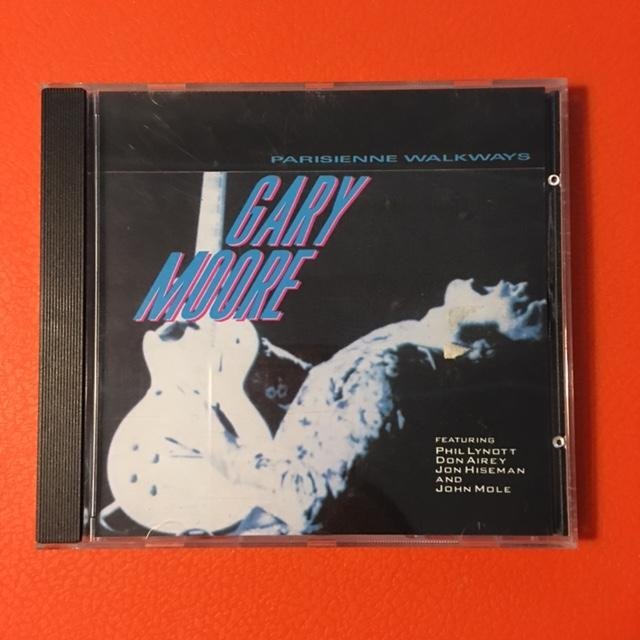 PARISIENNE WALKWAYS
GARY
MOORE
FEATURING
PHIL LYNOTT
DON AIREY
JON HISEMAN
AND
JOHN MOLE